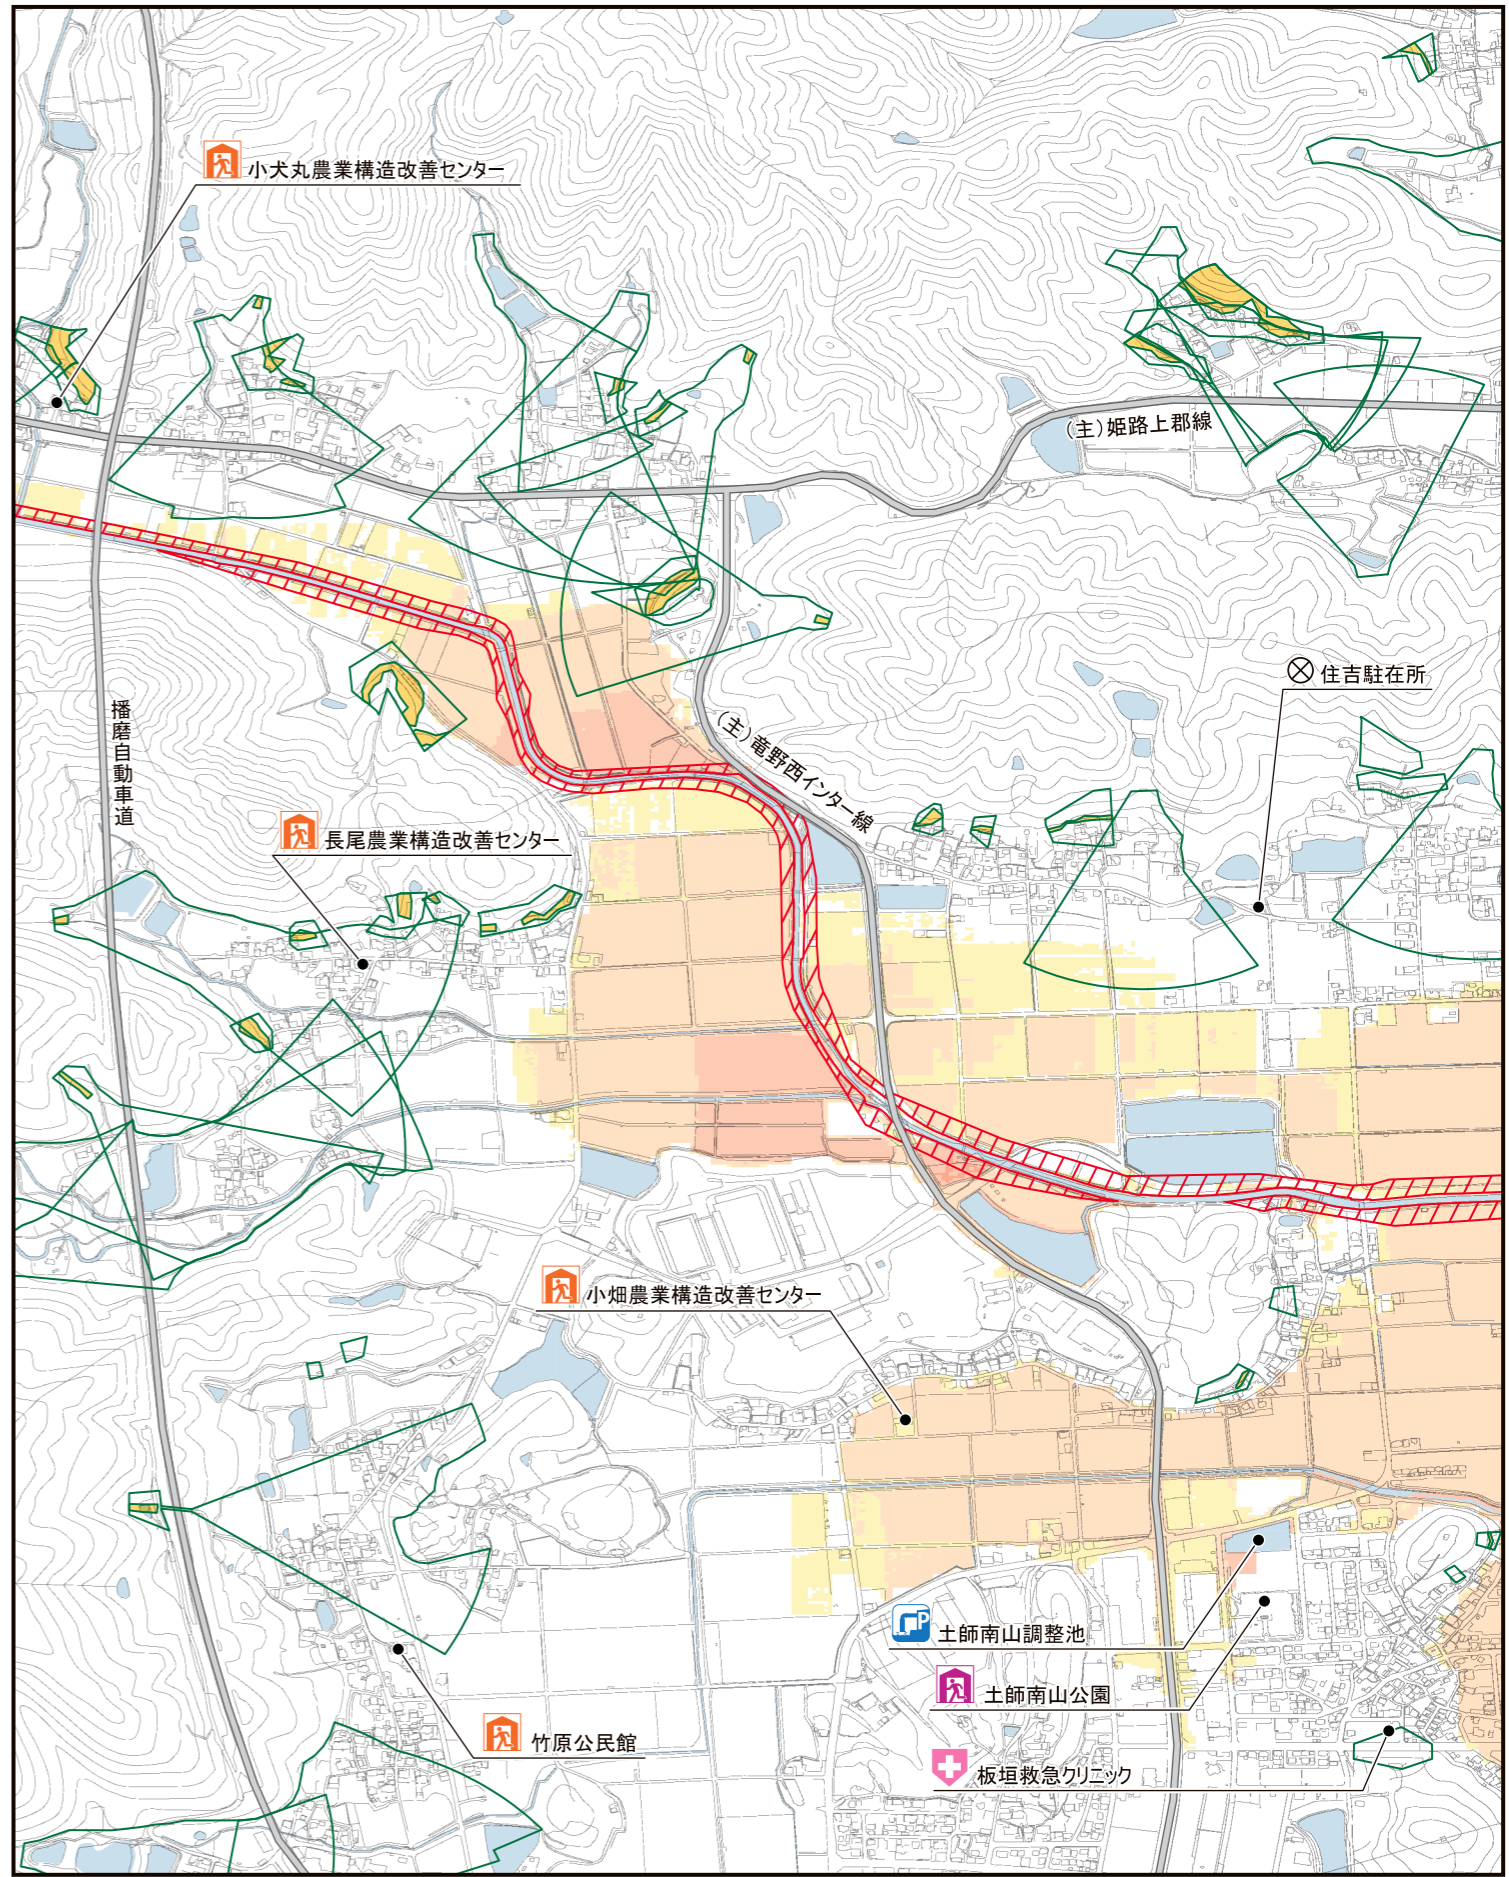 小犬丸農業構造改善センター
(主)姫路上郡線
住吉駐在所
播磨自動車道
(主)竜野西インター線
長尾農業構造改善センター
小畑農業構造改善センター
P
土師南山調整池
土師南山公園
竹原公民館
板垣救急クリニック